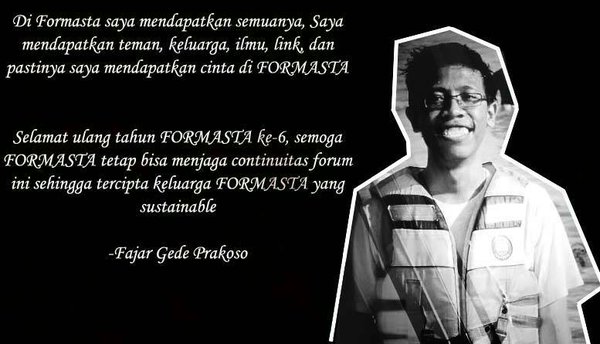 Di Formasta saya mendapatkan semuanya, Saya
mendapatkan teman, keluarga, ilmu, link, dan
pastinya saya mendapatkan cinta di FORMASTA
Selamat ulang tahun FORMASTA ke-6, semoga
FORMASTA tetap bisa menjaga continuitas forum
ini sehingga tercipta keluarga FORMASTA yang
sustainable
-Fajar Gede Prakoso